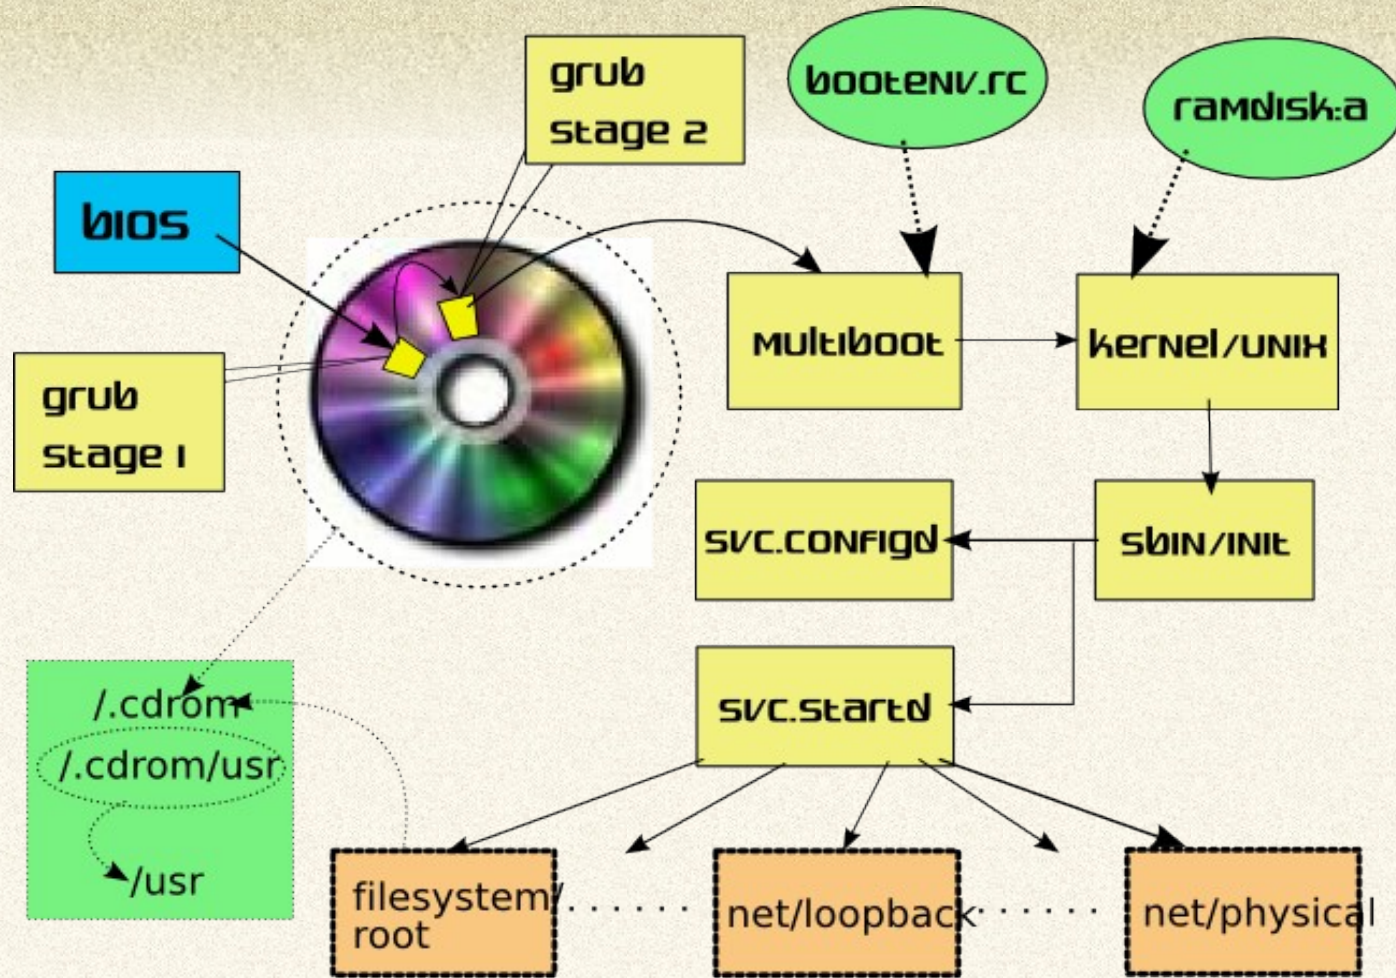 grub
stage 2
bootenv.rc
ramdisk:a
bios
multiboot
kernel/unix
grub
stage 1
svc.configd
sbin/init
svc.startd
/.cdrom
/.cdrom/usr
/usr
filesystem/
root
net/loopback
net/physical